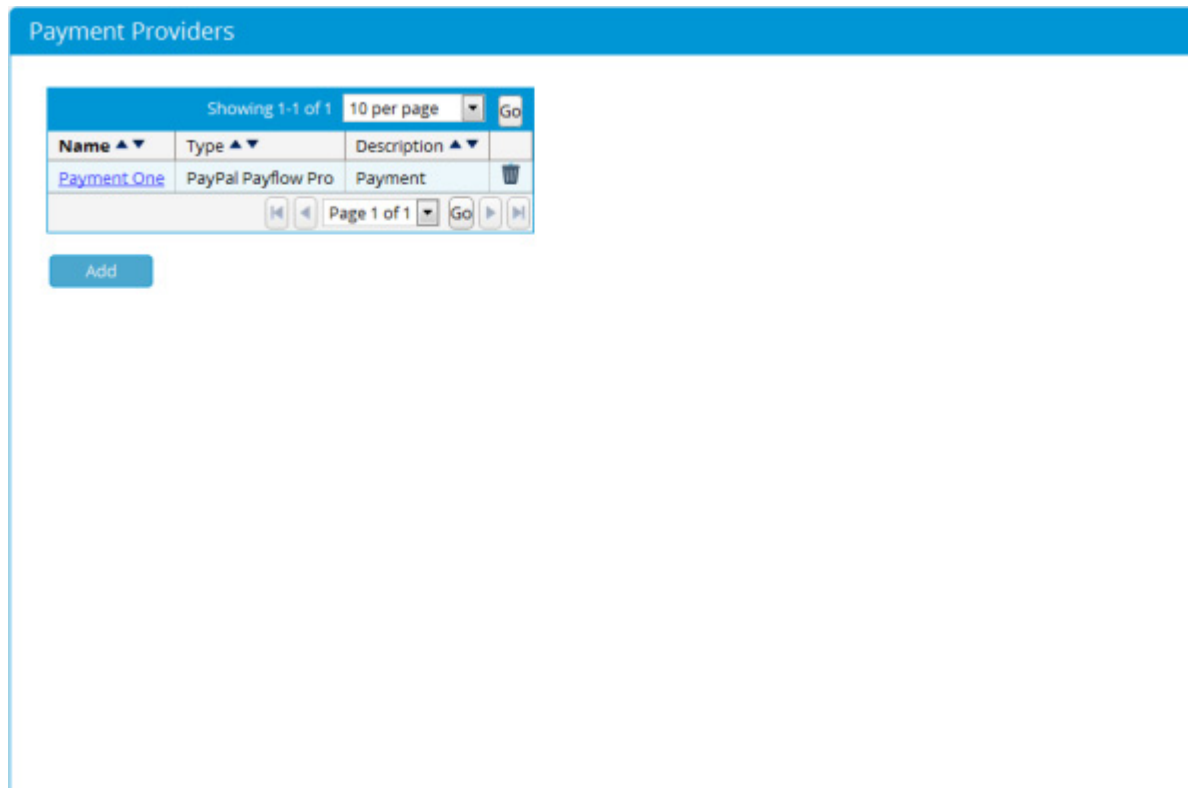 Payment Providers
Showing 1-1 of 1 10 per page Go
Name Type Description
Payment One PayPal Payflow Pro Payment
Page 1 of 1 Go
Add